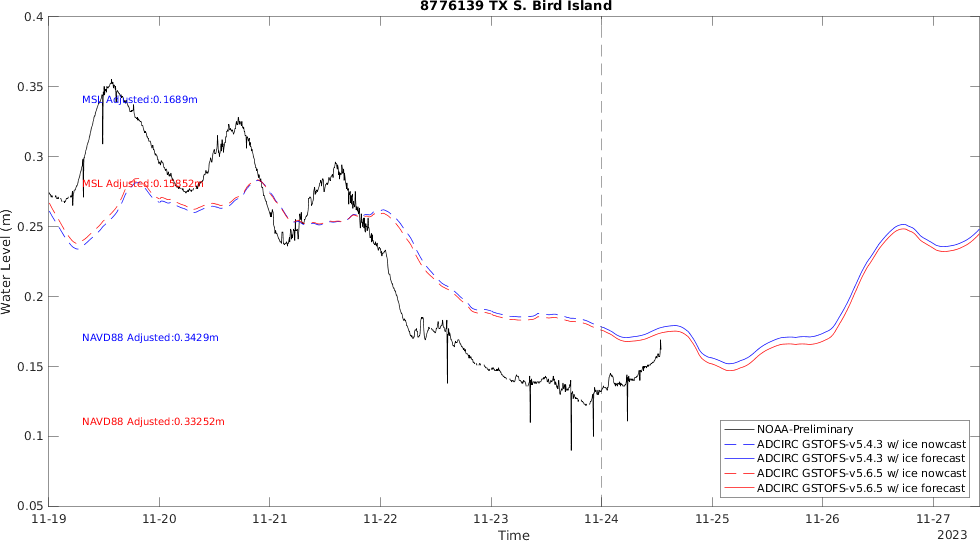 8776139 TX S. Bird Island
0.4
0.35
0.3
0.25
0.2
0.15
0.1
0.05
Water Level (m)
MSL Adjusted:0.1689m
MSL Adjusted:0.15852m
NAVD88 Adjusted:0.3429m
NAVD88 Adjusted:0.33252m
NOAA-Preliminary
ADCIRC GSTOFS-v5.4.3 w/ ice nowcast
ADCIRC GSTOFS-v5.4.3 w/ ice forecast
ADCIRC GSTOFS-v5.6.5 w/ ice nowcast
ADCIRC GSTOFS-v5.6.5 w/ ice forecast
11-19 11-20 11-21 11-22 11-23 11-24 11-25 11-26 11-27
Time
2023